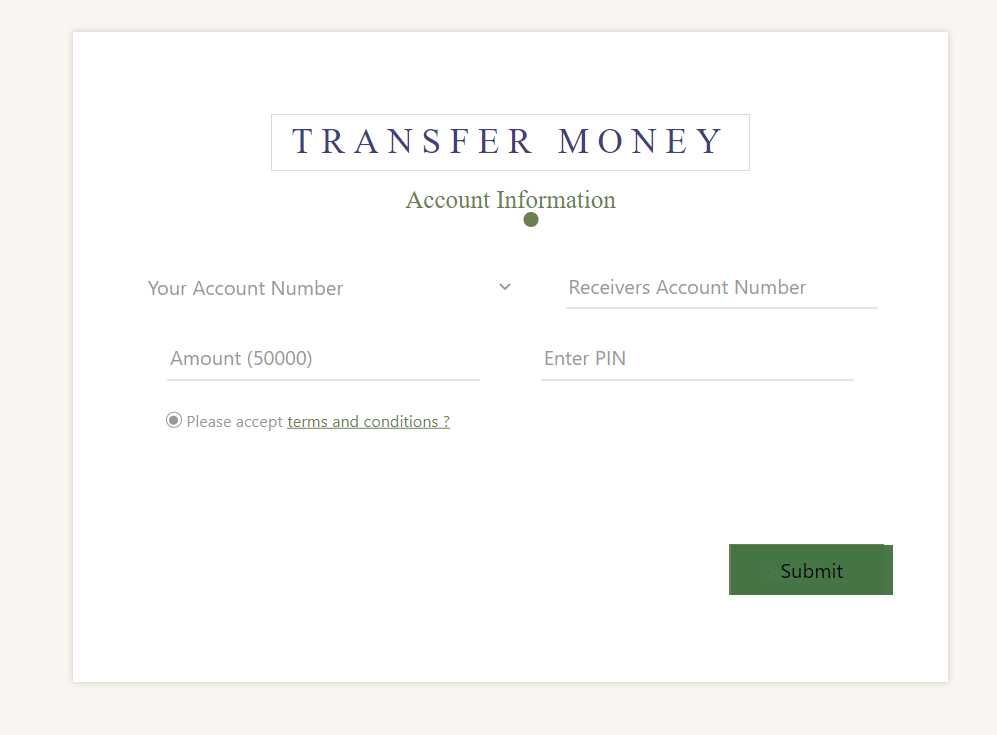 TRANSFER MONEY
Account Information
Your Account Number
Receivers Account Number
Amount (50000)
Enter PIN
Please accept terms and conditions ?
Submit